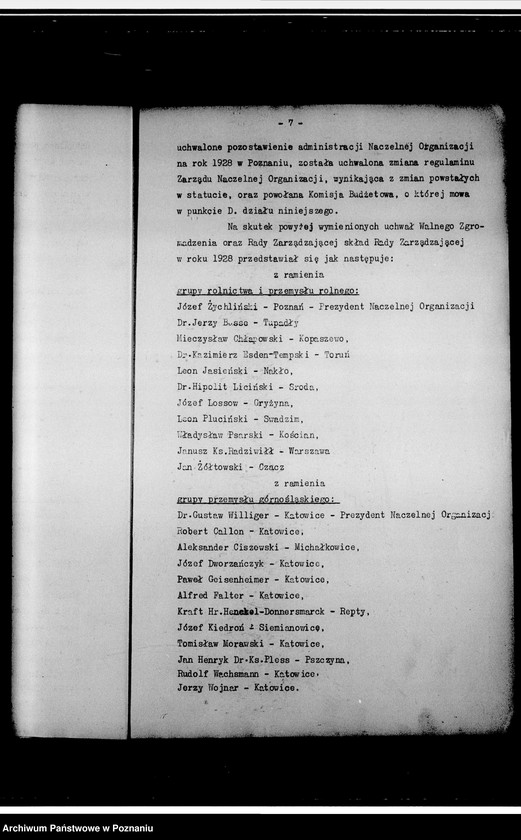 - 7 -
uchwalone pozostawienie administracji Naczelnej Organizacji
na rok 1928 w Poznaniu, została uchwalona zmiana regulaminu
Zarządu Naczelnej Organizacji, wynikająca z zmian powstałych
w statucie, oraz powołana Komisja Budżetowa, o której mowa
w punkcie D. działu niniejszego.
Na skutek powyżej wymienionych uchwał Walnego Zgro-
madzenia oraz Rady Zarządzającej skład Rady Zarządzającej
w roku 1928 przedstawiał się jak następuje:
z ramienia
grupy rolnictwa i przemysłu rolnego:
Józef Żychliński - Poznań - Prezydent Naczelnej Organizacji
Dr.Jerzy Busse - Tupadły
Mieczysław Chłapowski - Kopaszewo,
Dr.Kazimierz Esden-Tempski - Toruń
Leon Jasieński - Nakło,
Dr.Hipolit Liciński - Sroda,
Józef Lossow - Gryżyna,
Leon Pluciński - Swadzim,
Władysław Psarski - Kościan,
Janusz Ks.Radziwiłł - Warszawa
Jan Żółtowski - Czacz
z ramienia
grupy przemysłu górnośląskiego:
Dr.Gustaw Williger - Katowice - Prezydent Naczelnej Organizacj
Robert Callon - Katowice,
Aleksander Ciszewski - Michałkowice,
Józef Dworzańczyk - Katowice,
Paweł Geisenheimer - Katowice,
Alfred Falter - Katowice,
Kraft Hr.Henckel-Donnersmarck - Repty,
Józef Kiedroń - Siemianowice,
Tomisław Morawski - Katowice,
Jan Henryk Dr.Ks.Pless - Pszczyna,
Rudolf Wachsmann - Katowice.
Jerzy Wojnar - Katowice.
Archiwum Państwowe w Poznaniu